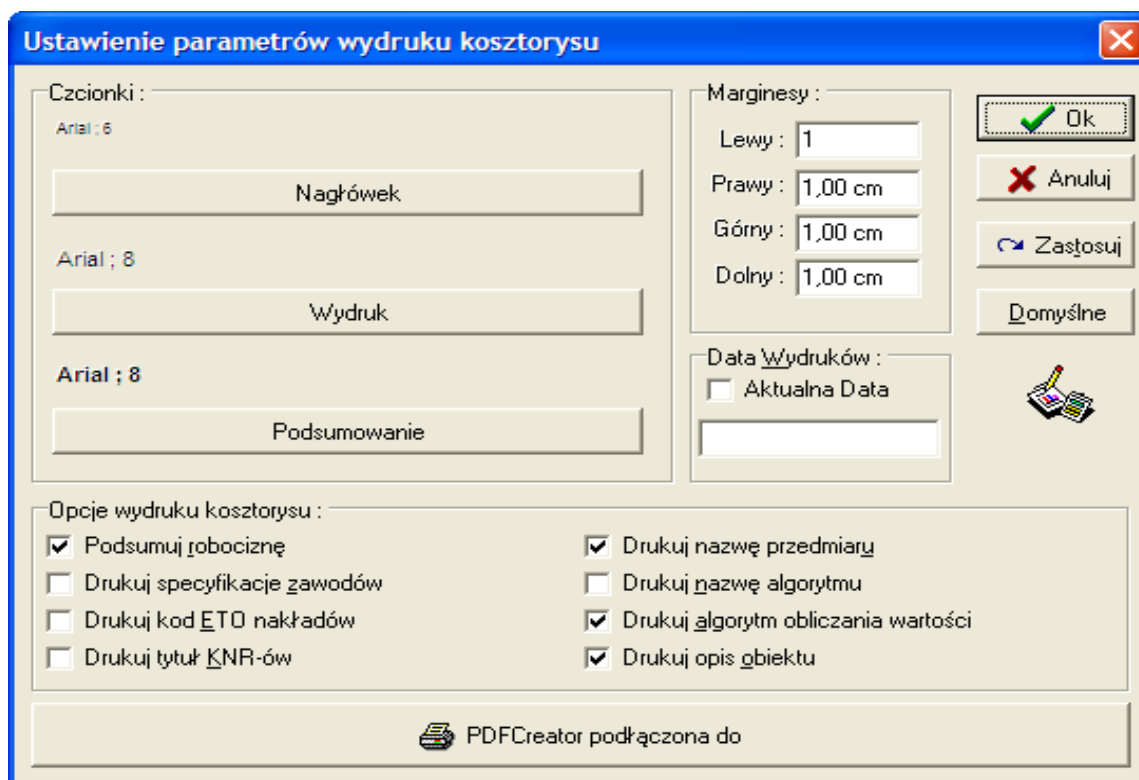 Ustawienie parametrów wydruku kosztorysu
Czcionki :
Arial ; 6
Nagłówek
Arial ; 8
Wydruk
Arial ; 8
Podsumowanie
Marginesy :
Lewy : 1
Prawy : 1,00 cm
Górny : 1,00 cm
Dolny : 1,00 cm
Data Wydruków :
Aktualna Data
Ok
Anuluj
Zastosuj
Domyślne
Opcje wydruku kosztorysu :
Podsumuj robociznę
Drukuj specyfikacje zawodów
Drukuj kod ETO nakładów
Drukuj tytuł KNR-ów
Drukuj nazwę przedmiary
Drukuj nazwę algorytmu
Drukuj algorytm obliczania wartości
Drukuj opis obiektu
PDFCreator podłączona do